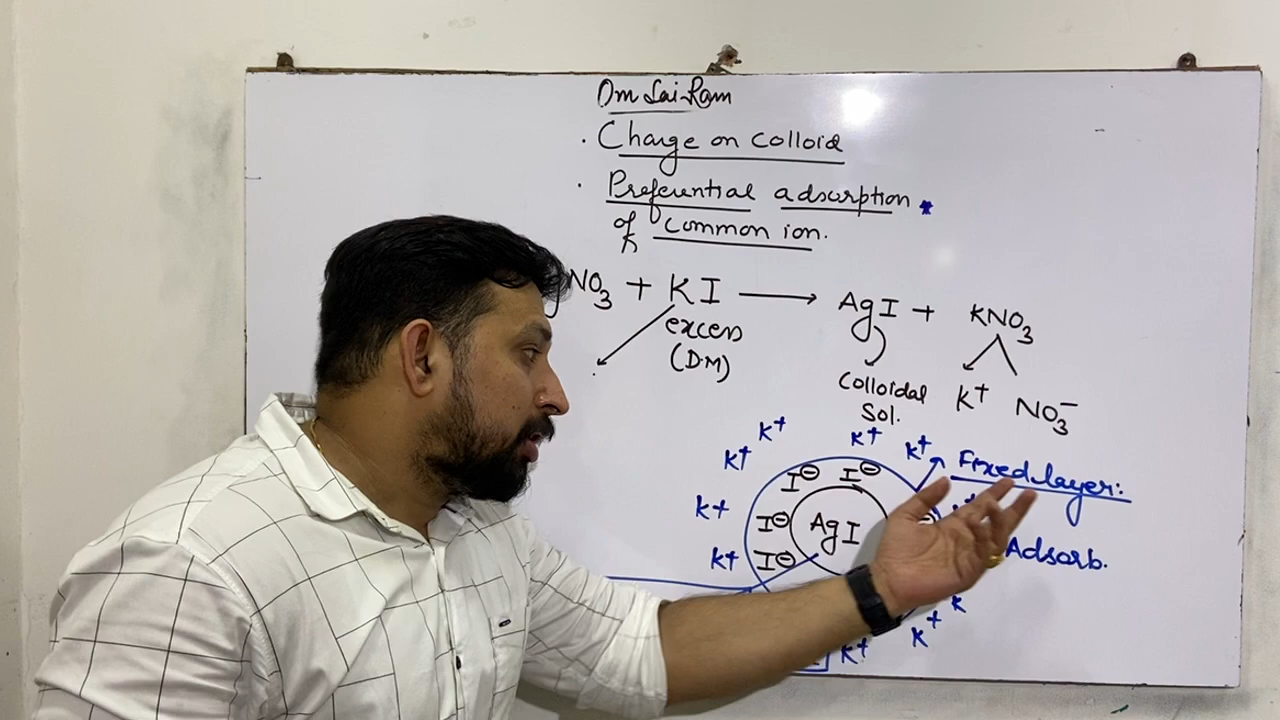 Om Sai Ram
· Charge on Colloid
· Preferential adsorption *
of common ion.
NO₃ + KI ⟶ AgI + KNO₃
excess
(D.M)
Colloidal
Sol.
K⁺ NO₃⁻
K⁺ K⁺ K⁺ K⁺
Fixed layer:
I⊖ I⊖
K⁺ I⊖ AgI
Adsorb.
K⁺ I⊖
K
K⁺
K⁺